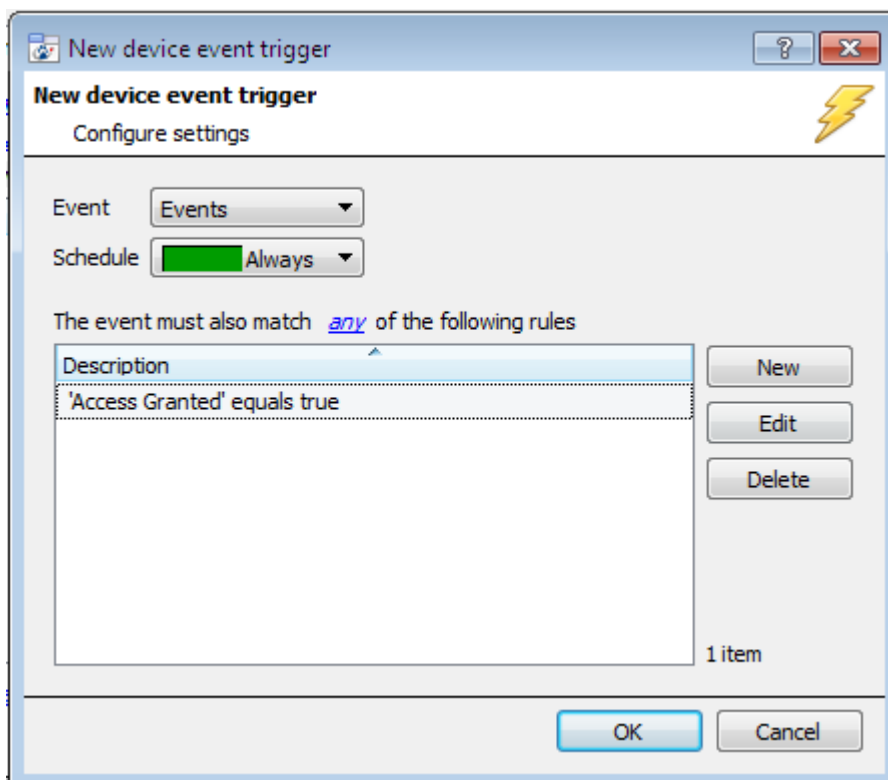 New device event trigger
New device event trigger
Configure settings
Event Events
Schedule Always
The event must also match any of the following rules
Description
'Access Granted' equals true
New
Edit
Delete
1 item
OK Cancel